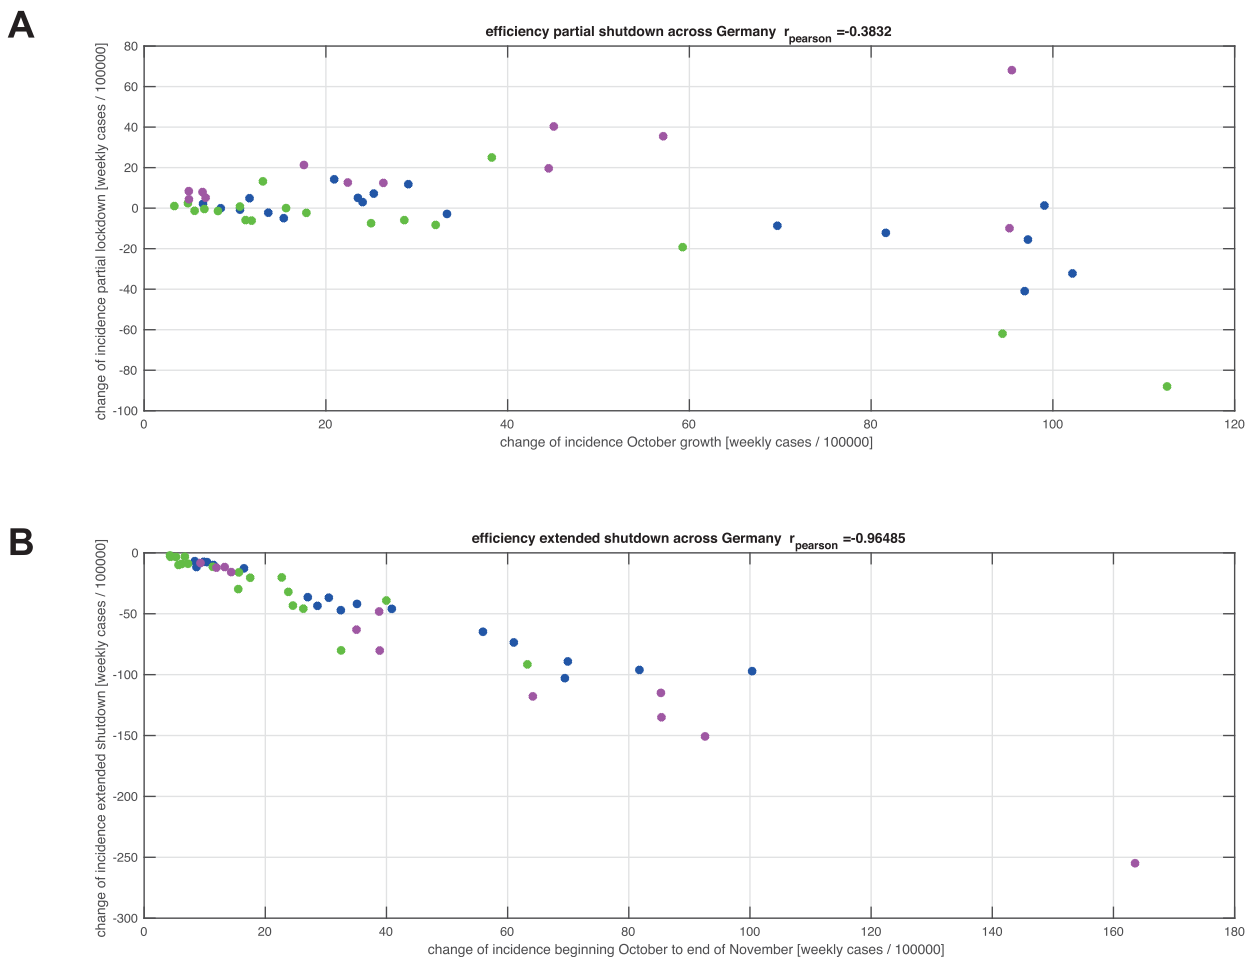 A
efficiency partial shutdown across Germany r_pearson =-0.3832
change of incidence partial lockdown [weekly cases / 100000]
80
60
40
20
0
-20
-40
-60
-80
-100
0 20 40 60 80 100 120
change of incidence October growth [weekly cases / 100000]
B
efficiency extended shutdown across Germany r_pearson =-0.96485
change of incidence extended shutdown [weekly cases / 100000]
0
-50
-100
-150
-200
-250
-300
0 20 40 60 80 100 120 140 160 180
change of incidence beginning October to end of November [weekly cases / 100000]